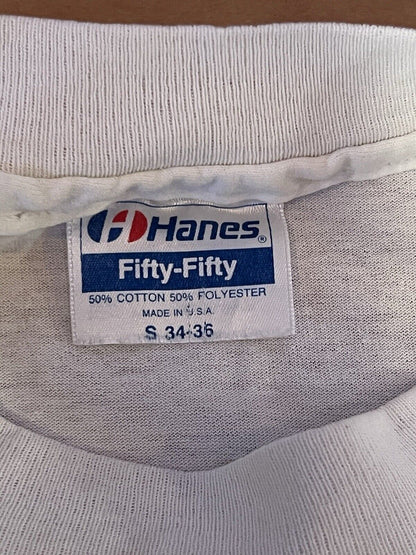 Hanes®
Fifty-Fifty
50% COTTON 50% POLYESTER
MADE IN U.S.A.
S 34-36